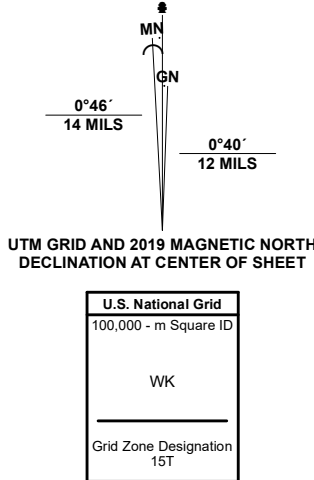 MN
GN
0°46´
14 MILS
0°40´
12 MILS
UTM GRID AND 2019 MAGNETIC NORTH
DECLINATION AT CENTER OF SHEET
U.S. National Grid
100,000 - m Square ID
WK
Grid Zone Designation
15T